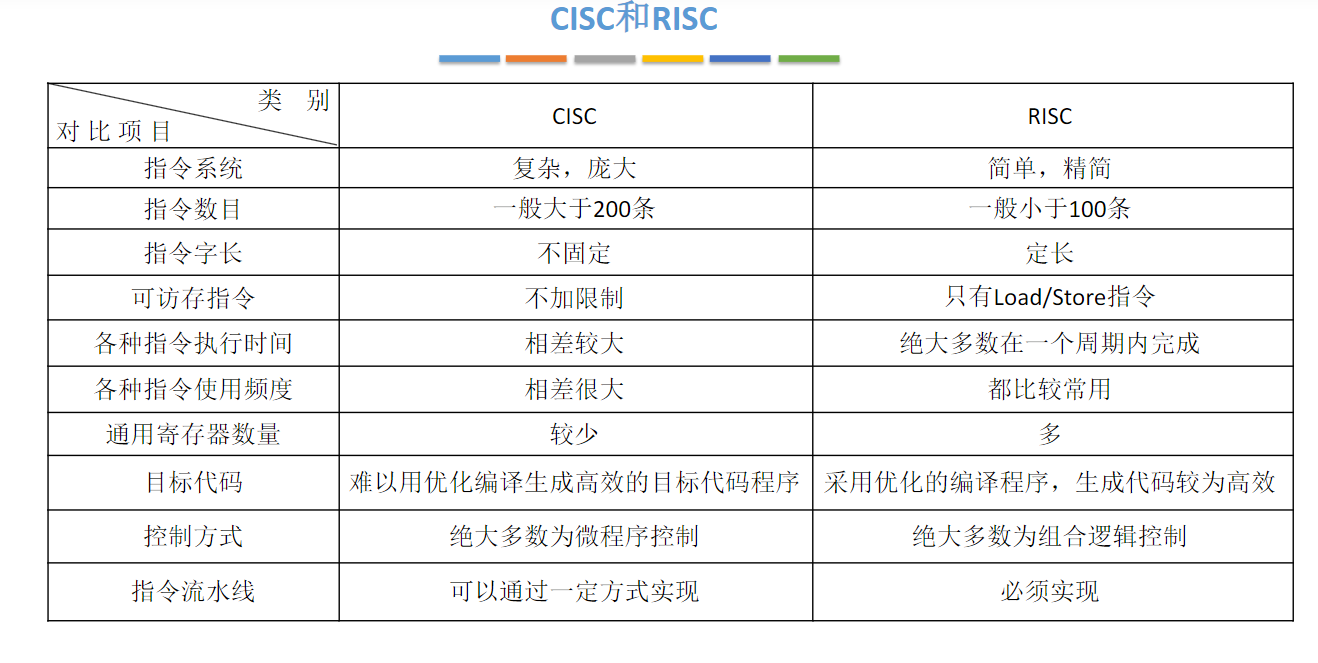 CISC和RISC
类 别
对比项目
CISC
RISC
指令系统
复杂，庞大
简单，精简
指令数目
一般大于200条
一般小于100条
指令字长
不固定
定长
可访存指令
不加限制
只有Load/Store指令
各种指令执行时间
相差较大
绝大多数在一个周期内完成
各种指令使用频度
相差很大
都比较常用
通用寄存器数量
较少
多
目标代码
难以用优化编译生成高效的目标代码程序
采用优化的编译程序，生成代码较为高效
控制方式
绝大多数为微程序控制
绝大多数为组合逻辑控制
指令流水线
可以通过一定方式实现
必须实现